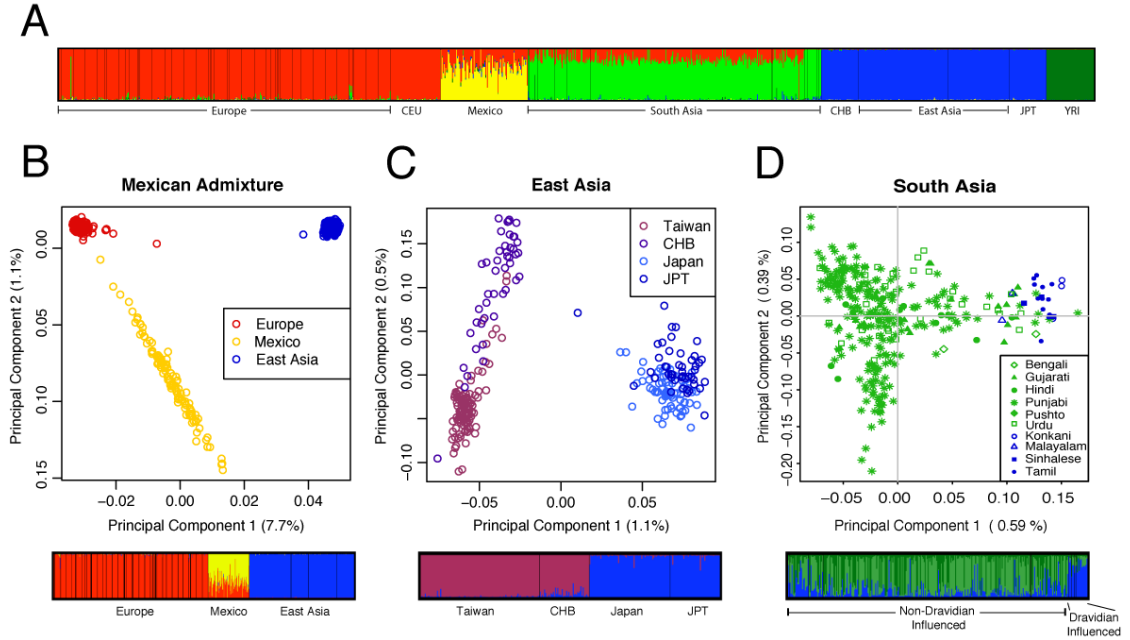 A
Europe CEU Mexico South Asia CHB East Asia JPT YRI
B
Mexican Admixture
Principal Component 2 (1.1%)
0.00
0.05
0.10
0.15
Europe
Mexico
East Asia
−0.02 0.00 0.02 0.04
Principal Component 1 (7.7%)
Europe Mexico East Asia
C
East Asia
Principal Component 2 (0.5%)
0.15
0.10
0.05
0.00
−0.10
Taiwan
CHB
Japan
JPT
−0.05 0.00 0.05
Principal Component 1 (1.1%)
Taiwan CHB Japan JPT
D
South Asia
Principal Component 2 ( 0.39 %)
0.10
0.05
0.00
−0.05
−0.10
−0.15
−0.20
Bengali
Gujarati
Hindi
Punjabi
Pushto
Urdu
Konkani
Malayalam
Sinhalese
Tamil
−0.05 0.00 0.05 0.10 0.15
Principal Component 1 ( 0.59 %)
Non-Dravidian
Influenced
Dravidian
Influenced